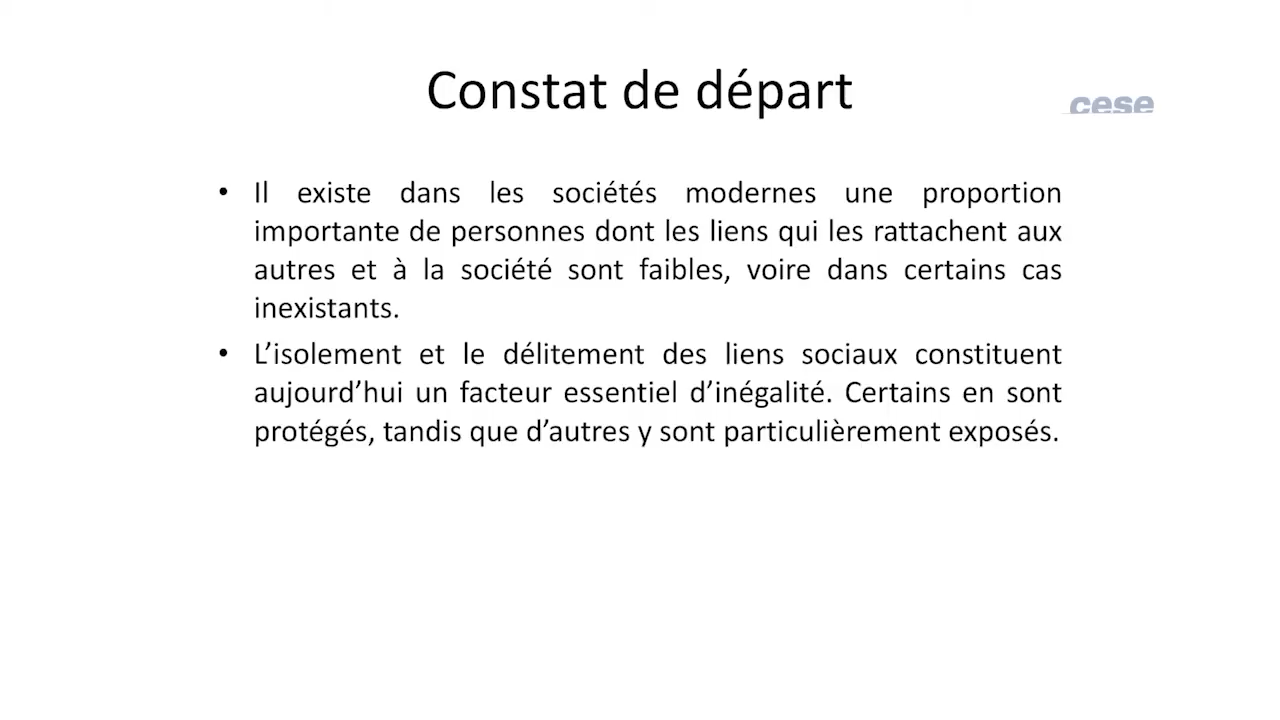 Constat de départ
cese
• Il existe dans les sociétés modernes une proportion
importante de personnes dont les liens qui les rattachent aux
autres et à la société sont faibles, voire dans certains cas
inexistants.
• L’isolement et le délitement des liens sociaux constituent
aujourd’hui un facteur essentiel d’inégalité. Certains en sont
protégés, tandis que d’autres y sont particulièrement exposés.